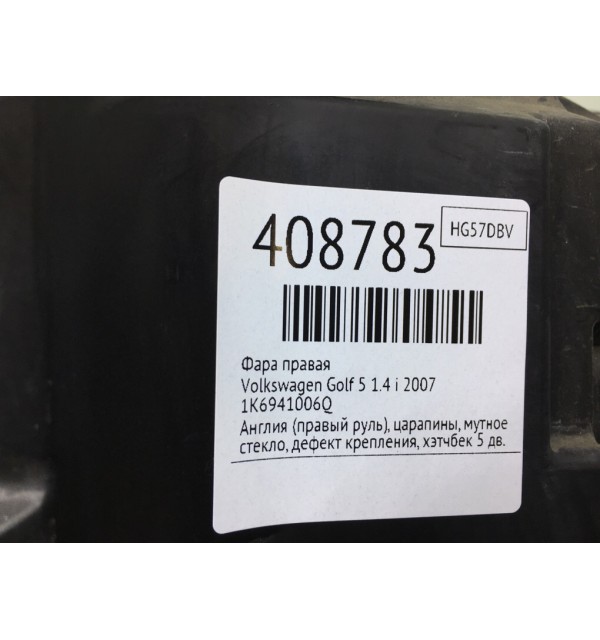 408783
HG57DBV
Фара правая
Volkswagen Golf 5 1.4 i 2007
1K6941006Q
Англия (правый руль), царапины, мутное
стекло, дефект крепления, хэтчбек 5 дв.